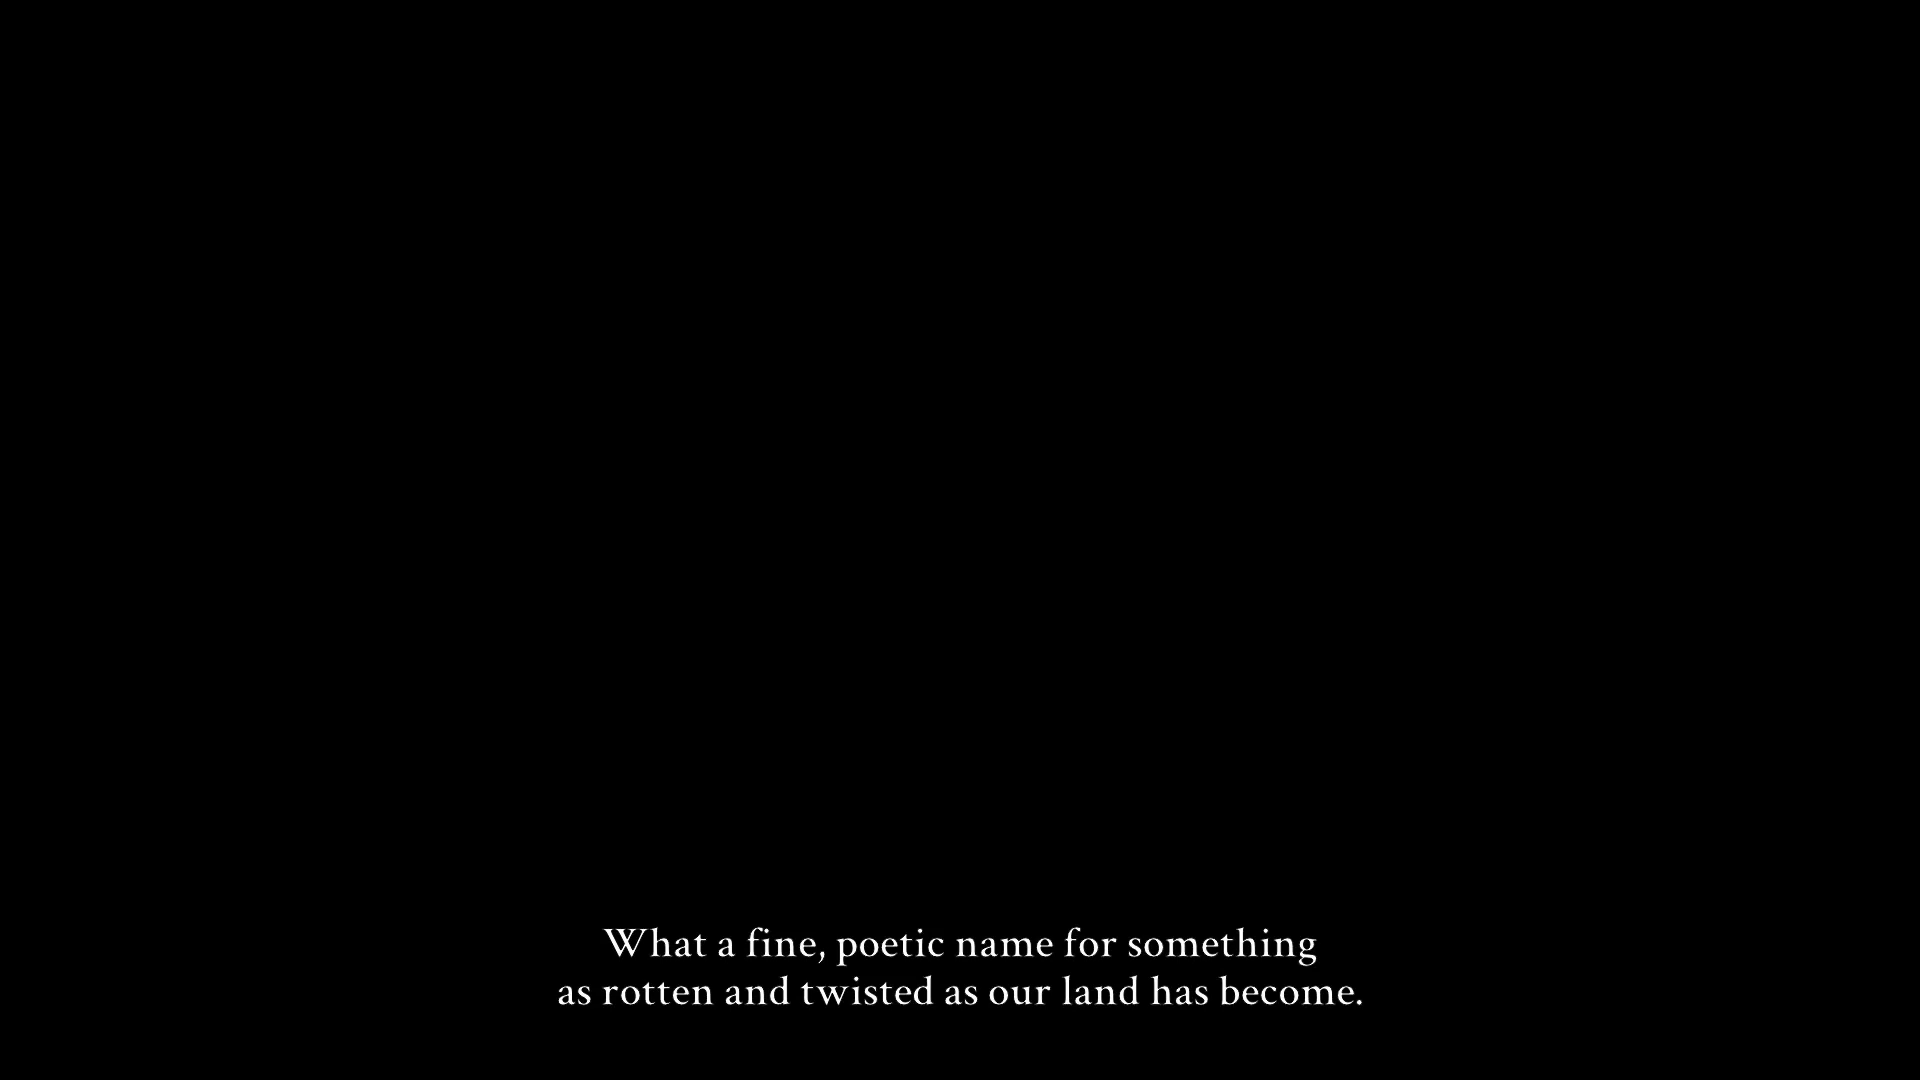 What a fine, poetic name for something
as rotten and twisted as our land has become.